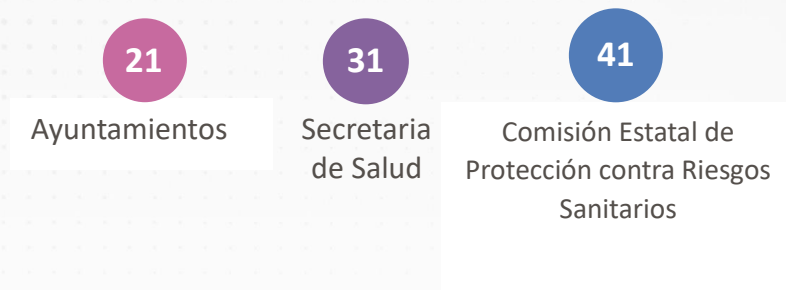 21
Ayuntamientos
31
Secretaria
de Salud
41
Comisión Estatal de
Protección contra Riesgos
Sanitarios